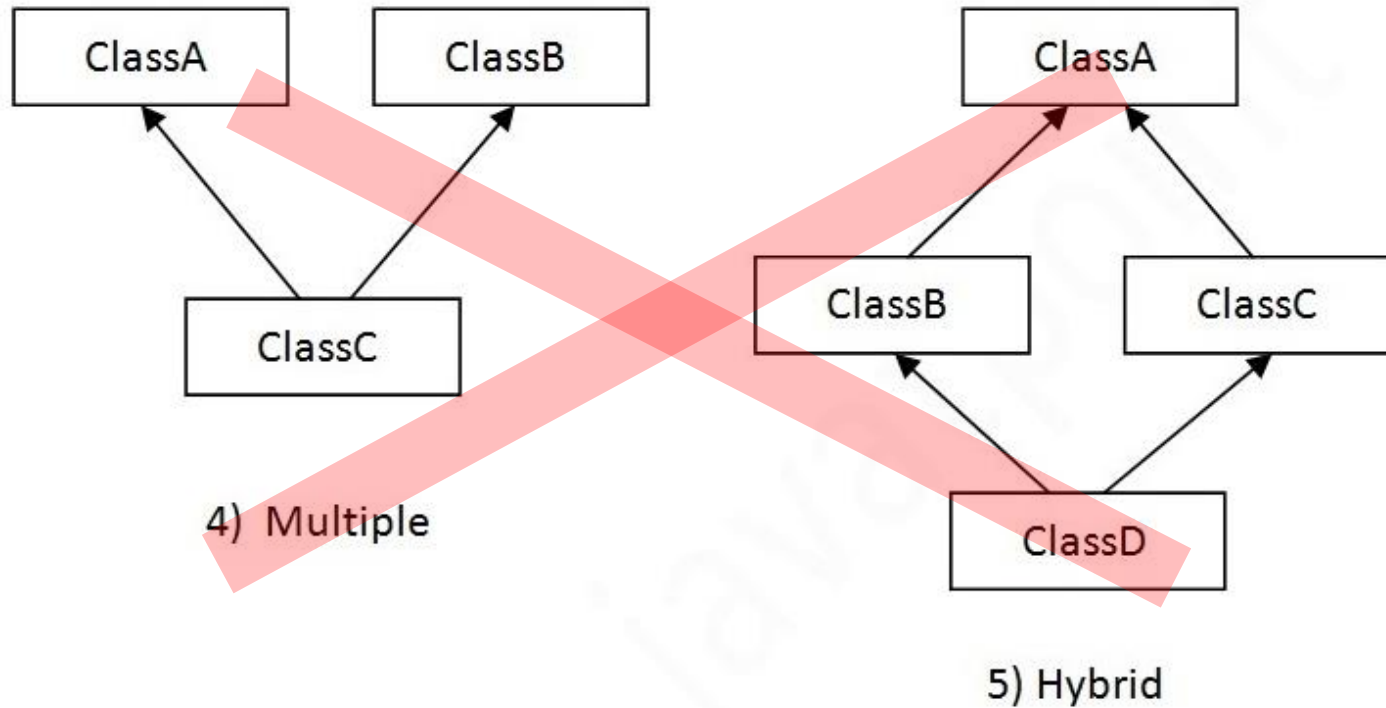 ClassA
ClassB
ClassC
4) Multiple
ClassA
ClassB
ClassC
ClassD
5) Hybrid